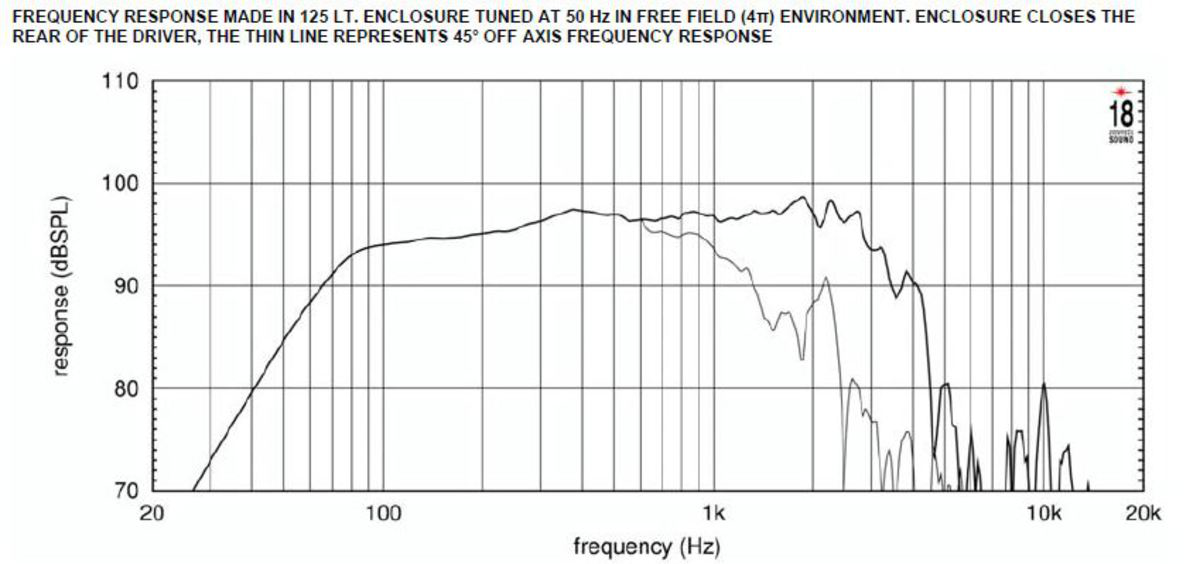 FREQUENCY RESPONSE MADE IN 125 LT. ENCLOSURE TUNED AT 50 Hz IN FREE FIELD (4π) ENVIRONMENT. ENCLOSURE CLOSES THE
REAR OF THE DRIVER, THE THIN LINE REPRESENTS 45° OFF AXIS FREQUENCY RESPONSE
110
100
90
80
70
response (dBSPL)
18
SOUND
20
100
1k
10k
20k
frequency (Hz)